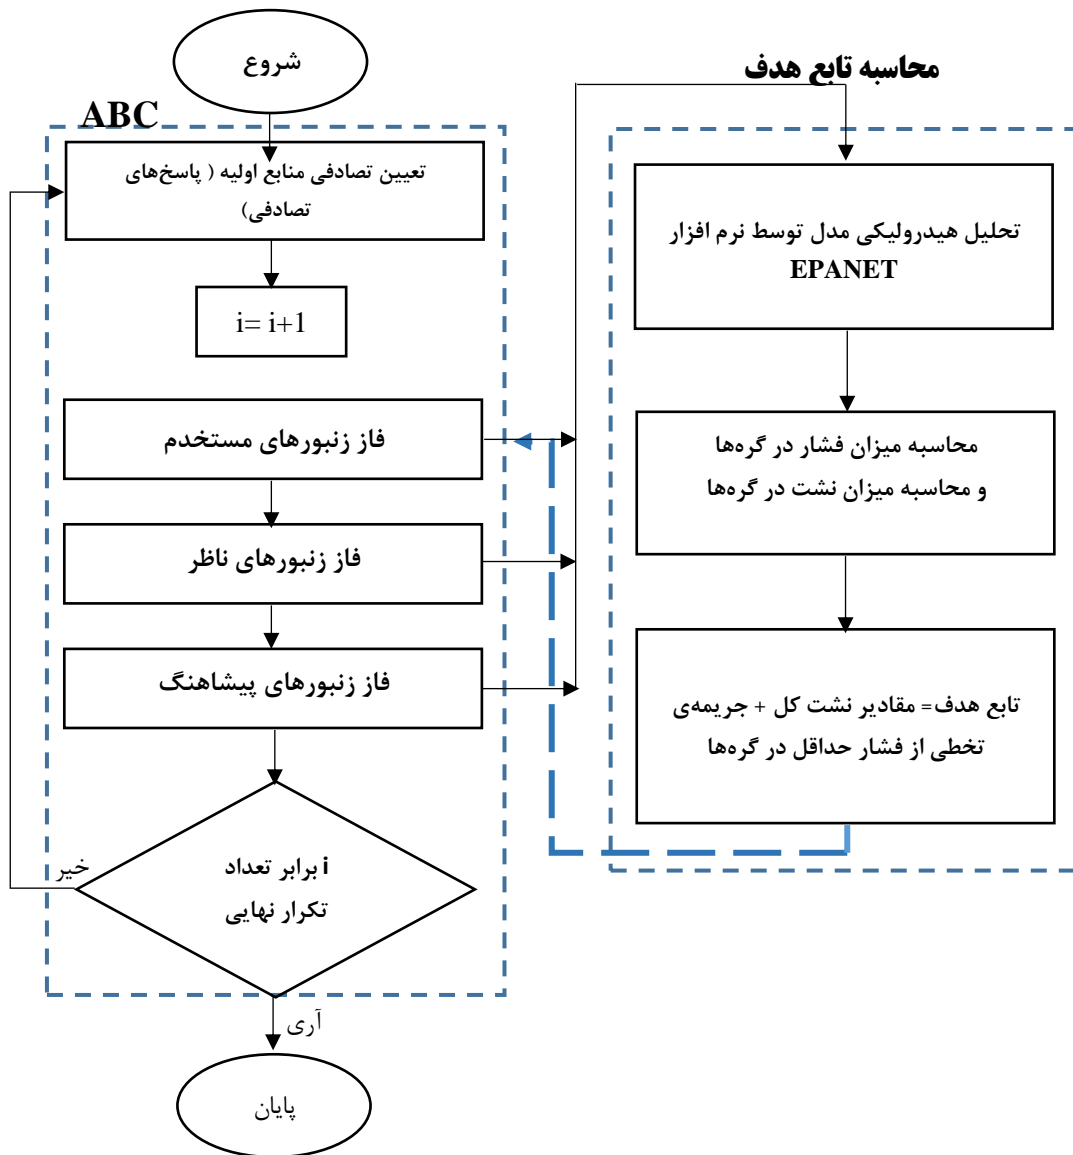 شروع
ABC
تعیین تصادفی منابع اولیه ( پاسخ‌های
تصادفی)
i= i+1
فاز زنبورهای مستخدم
فاز زنبورهای ناظر
فاز زنبورهای پیشاهنگ
i برابر تعداد
تکرار نهایی
خیر
آری
پایان
محاسبه تابع هدف
تحلیل هیدرولیکی مدل توسط نرم افزار
EPANET
محاسبه میزان فشار در گره‌ها
و محاسبه میزان نشت در گره‌ها
تابع هدف= مقادیر نشت کل + جریمه‌ی
تخطی از فشار حداقل در گره‌ها